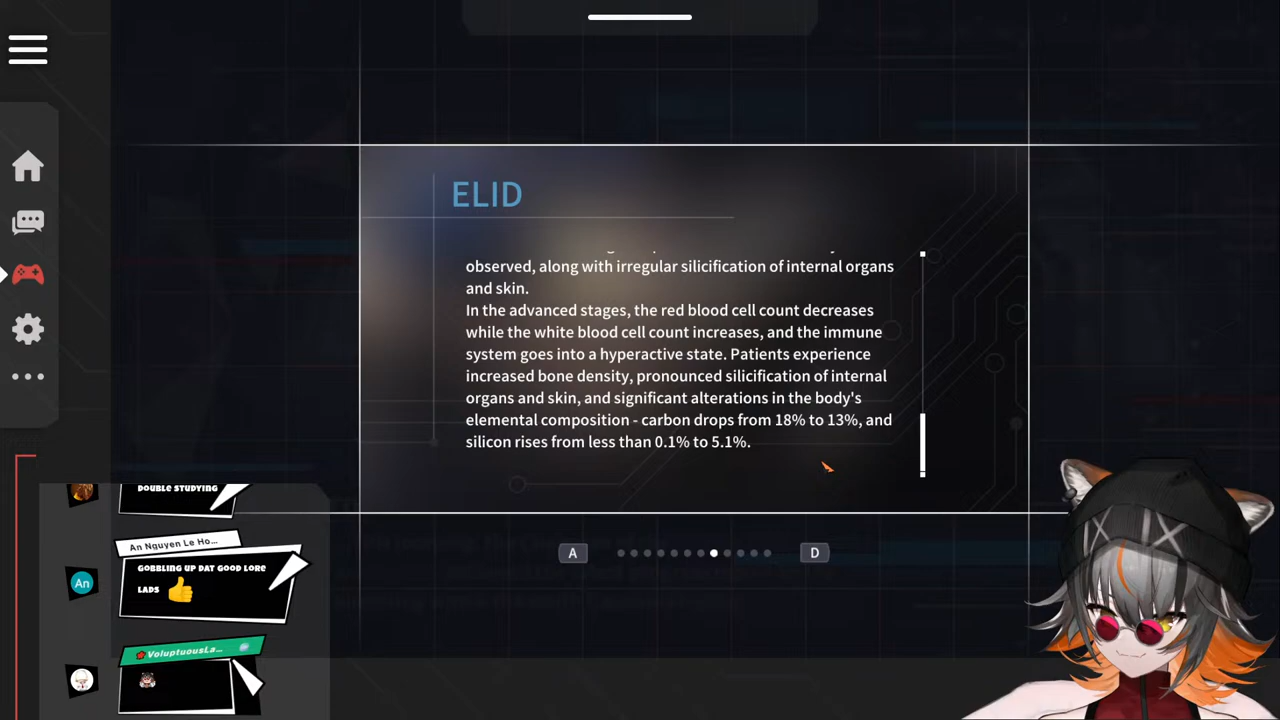 ELID
observed, along with irregular silicification of internal organs
and skin.
In the advanced stages, the red blood cell count decreases
while the white blood cell count increases, and the immune
system goes into a hyperactive state. Patients experience
increased bone density, pronounced silicification of internal
organs and skin, and significant alterations in the body's
elemental composition - carbon drops from 18% to 13%, and
silicon rises from less than 0.1% to 5.1%.
A
D
DOUBLE STUDYING
An Nguyen Le Ho...
An
GOBBLING UP DAT GOOD LORE
LADS 👍
VoluptuousLa...